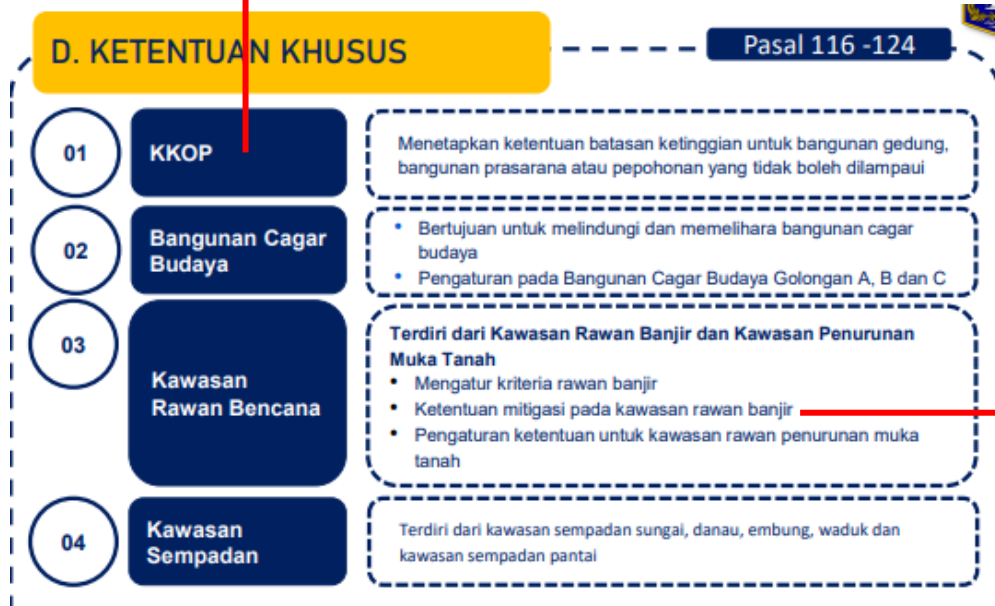 D. KETENTUAN KHUSUS
Pasal 116 -124
01
KKOP
Menetapkan ketentuan batasan ketinggian untuk bangunan gedung,
bangunan prasarana atau pepohonan yang tidak boleh dilampaui
02
Bangunan Cagar
Budaya
• Bertujuan untuk melindungi dan memelihara bangunan cagar
budaya
• Pengaturan pada Bangunan Cagar Budaya Golongan A, B dan C
03
Kawasan
Rawan Bencana
Terdiri dari Kawasan Rawan Banjir dan Kawasan Penurunan
Muka Tanah
• Mengatur kriteria rawan banjir
• Ketentuan mitigasi pada kawasan rawan banjir
• Pengaturan ketentuan untuk kawasan rawan penurunan muka
tanah
04
Kawasan
Sempadan
Terdiri dari kawasan sempadan sungai, danau, embung, waduk dan
kawasan sempadan pantai